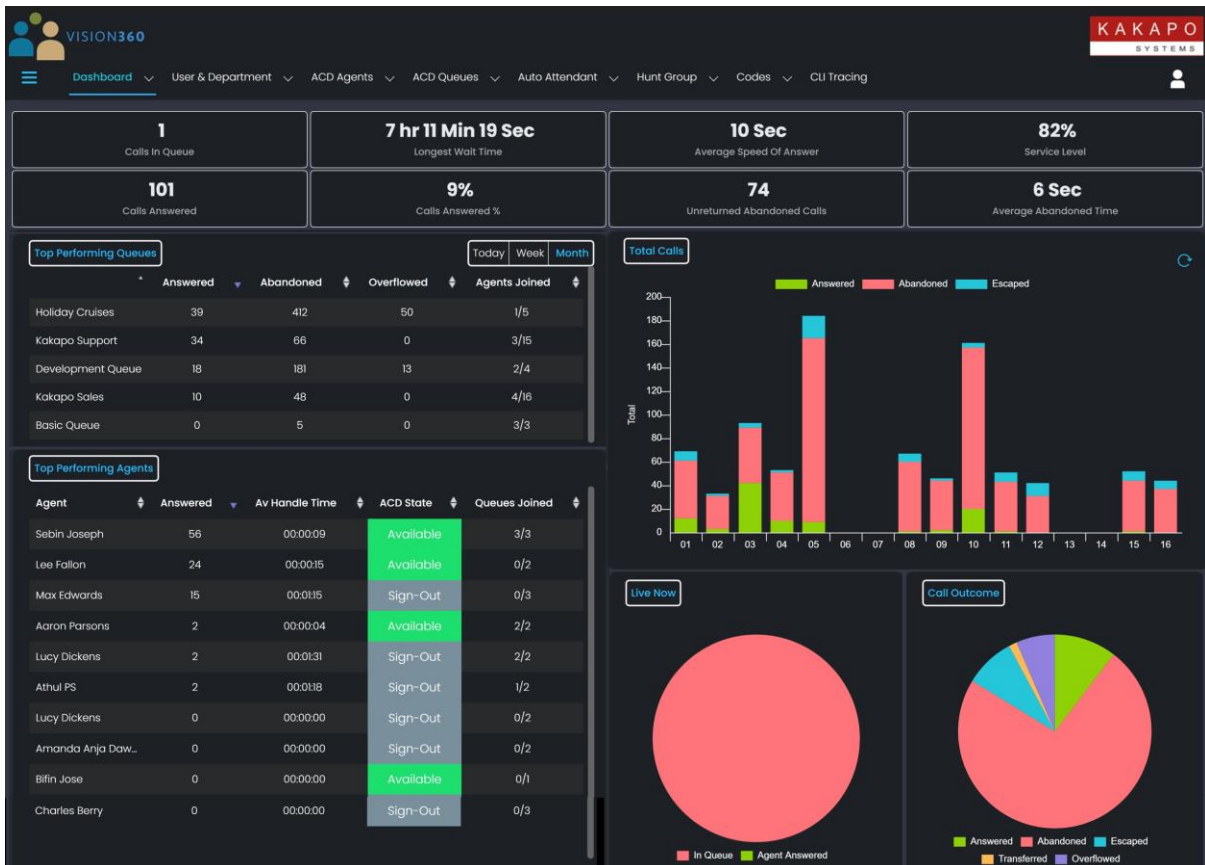 VISION360
KAKAPO
SYSTEMS
Dashboard User & Department ACD Agents ACD Queues Auto Attendant Hunt Group Codes CLI Tracing
1 7 hr 11 Min 19 Sec 10 Sec 82%
Calls In Queue Longest Wait Time Average Speed Of Answer Service Level
101 9% 74 6 Sec
Calls Answered Calls Answered % Unreturned Abandoned Calls Average Abandoned Time
Top Performing Queues Today Week Month
Answered Abandoned Overflowed Agents Joined
Holiday Cruises 39 412 50 1/5
Kakapo Support 34 66 0 3/15
Development Queue 18 181 13 2/4
Kakapo Sales 10 48 0 4/16
Basic Queue 0 5 0 3/3
Top Performing Agents
Agent Answered Av Handle Time ACD State Queues Joined
Sebin Joseph 56 00:00:09 Available 3/3
Lee Fallon 24 00:00:15 Available 0/2
Max Edwards 15 00:01:15 Sign-Out 0/3
Aaron Parsons 2 00:00:04 Available 2/2
Lucy Dickens 2 00:01:31 Sign-Out 2/2
Athul PS 2 00:01:18 Sign-Out 1/2
Lucy Dickens 0 00:00:00 Sign-Out 0/2
Amanda Anja Daw... 0 00:00:00 Sign-Out 0/2
Bifin Jose 0 00:00:00 Available 0/1
Charles Berry 0 00:00:00 Sign-Out 0/3
Total Calls
Answered Abandoned Escaped
Total
200
180
160
140
120
100
80
60
40
20
0
01 02 03 04 05 06 07 08 09 10 11 12 13 14 15 16
Live Now
In Queue Agent Answered
Call Outcome
Answered Abandoned Escaped
Transferred Overflowed